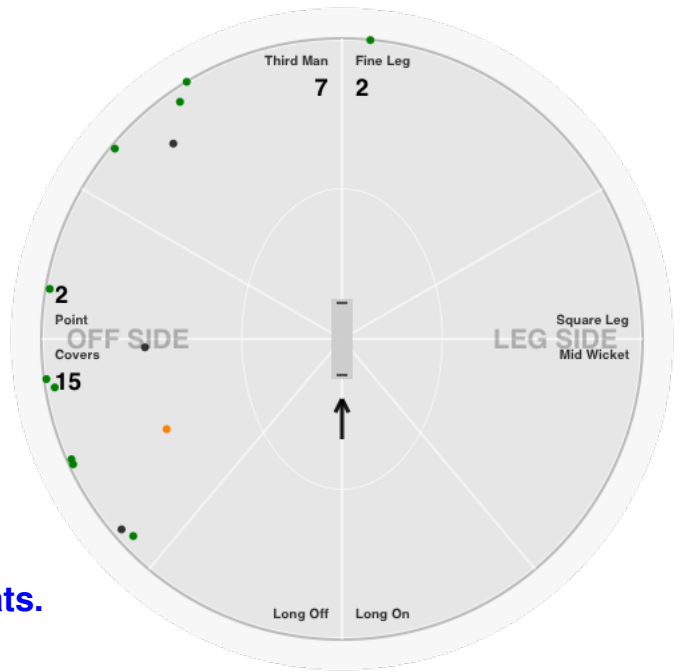 Third Man
Fine Leg
7
2
2
Point
OFF SIDE
Covers
15
Square Leg
LEG SIDE
Mid Wicket
Long Off
Long On